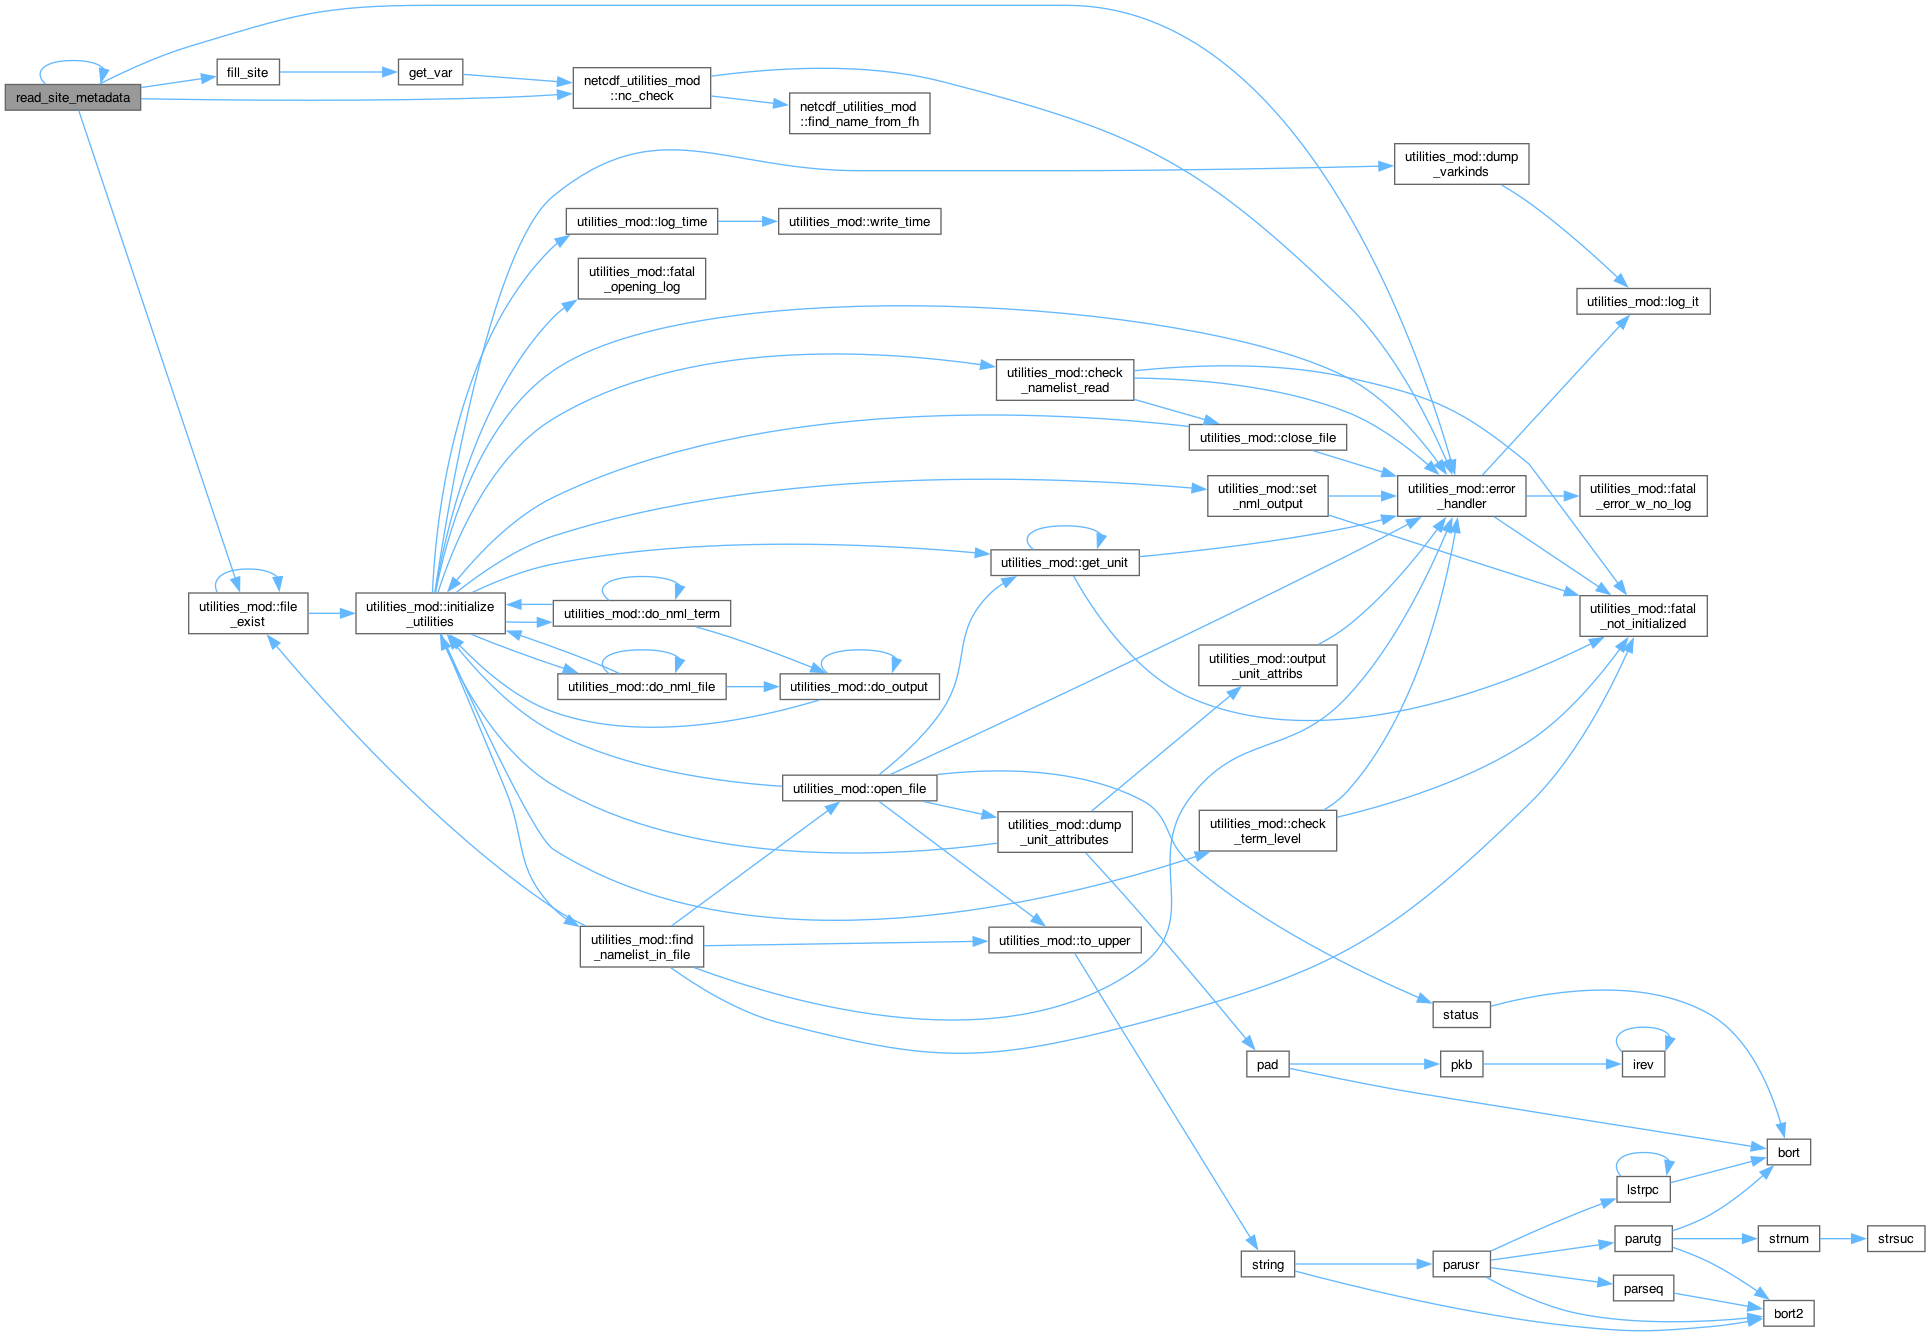 read_site_metadata
fill_site
get_var
netcdf_utilities_mod
::nc_check
netcdf_utilities_mod
::find_name_from_fh
utilities_mod::dump
_varkinds
utilities_mod::log_time
utilities_mod::write_time
utilities_mod::fatal
_opening_log
utilities_mod::log_it
utilities_mod::check
_namelist_read
utilities_mod::close_file
utilities_mod::set
_nml_output
utilities_mod::error
_handler
utilities_mod::fatal
_error_w_no_log
utilities_mod::get_unit
utilities_mod::file
_exist
utilities_mod::initialize
_utilities
utilities_mod::do_nml_term
utilities_mod::fatal
_not_initialized
utilities_mod::output
_unit_attribs
utilities_mod::do_nml_file
utilities_mod::do_output
utilities_mod::open_file
utilities_mod::dump
_unit_attributes
utilities_mod::check
_term_level
utilities_mod::find
_namelist_in_file
utilities_mod::to_upper
status
pad
pkb
irev
bort
lstrpc
parutg
strnum
strsuc
string
parusr
parseq
bort2